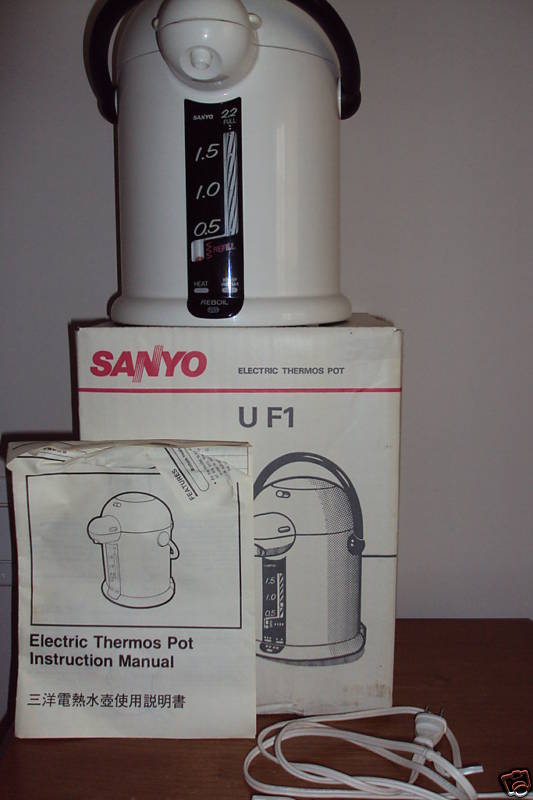 SANYO
2.2
FULL
1.5
1.0
0.5
REFILL
HEAT
REBOIL
SANYO
ELECTRIC THERMOS POT
U F1
FEATURES
1.5
1.0
0.5
Electric Thermos Pot
Instruction Manual
三洋電熱水壺使用説明書